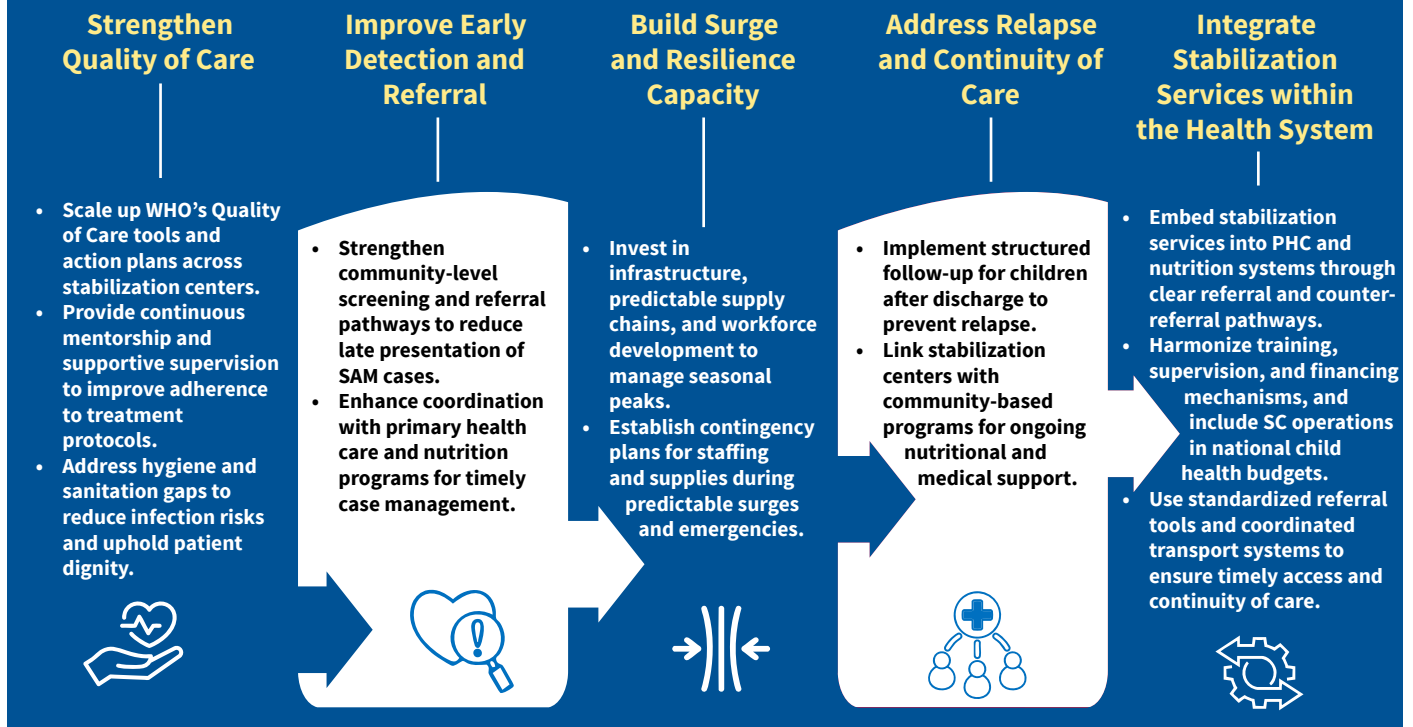 Strengthen
Quality of Care
• Scale up WHO’s Quality
of Care tools and
action plans across
stabilization centers.
• Provide continuous
mentorship and
supportive supervision
to improve adherence
to treatment
protocols.
• Address hygiene and
sanitation gaps to
reduce infection risks
and uphold patient
dignity.
Improve Early
Detection and
Referral
• Strengthen
community-level
screening and referral
pathways to reduce
late presentation of
SAM cases.
• Enhance coordination
with primary health
care and nutrition
programs for timely
case management.
Build Surge
and Resilience
Capacity
• Invest in
infrastructure,
predictable supply
chains, and workforce
development to
manage seasonal
peaks.
• Establish contingency
plans for staffing
and supplies during
predictable surges
and emergencies.
Address Relapse
and Continuity of
Care
• Implement structured
follow-up for children
after discharge to
prevent relapse.
• Link stabilization
centers with
community-based
programs for ongoing
nutritional and
medical support.
Integrate
Stabilization
Services within
the Health System
• Embed stabilization
services into PHC and
nutrition systems through
clear referral and counter-
referral pathways.
• Harmonize training,
supervision, and financing
mechanisms, and
include SC operations
in national child
health budgets.
• Use standardized referral
tools and coordinated
transport systems to
ensure timely access and
continuity of care.